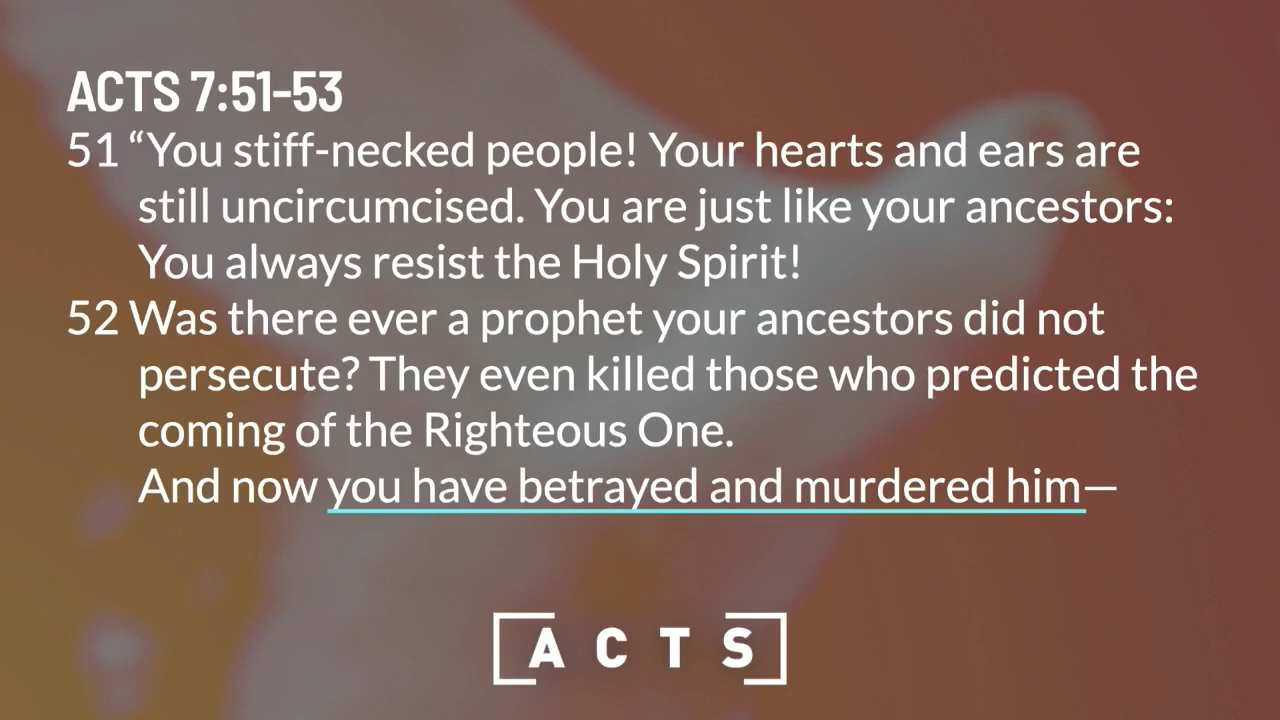 ACTS 7:51-53
51 “You stiff-necked people! Your hearts and ears are
still uncircumcised. You are just like your ancestors:
You always resist the Holy Spirit!
52 Was there ever a prophet your ancestors did not
persecute? They even killed those who predicted the
coming of the Righteous One.
And now you have betrayed and murdered him—
ACTS